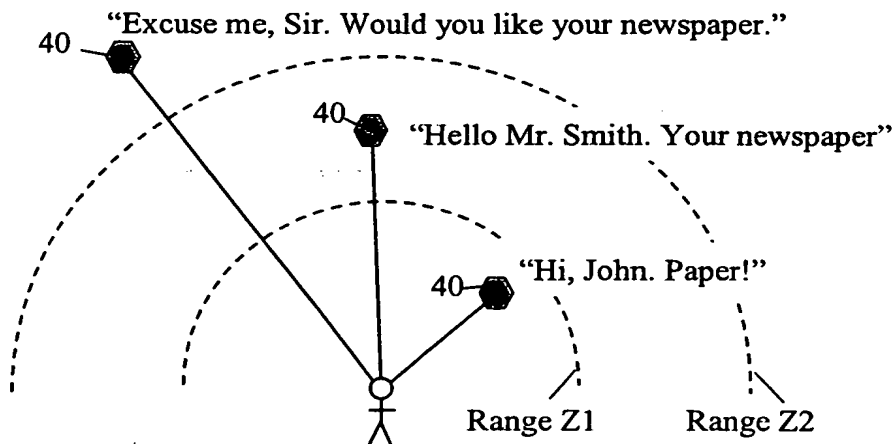 “Excuse me, Sir. Would you like your newspaper.”
40
40
“Hello Mr. Smith. Your newspaper”
“Hi, John. Paper!”
40
Range Z1
Range Z2